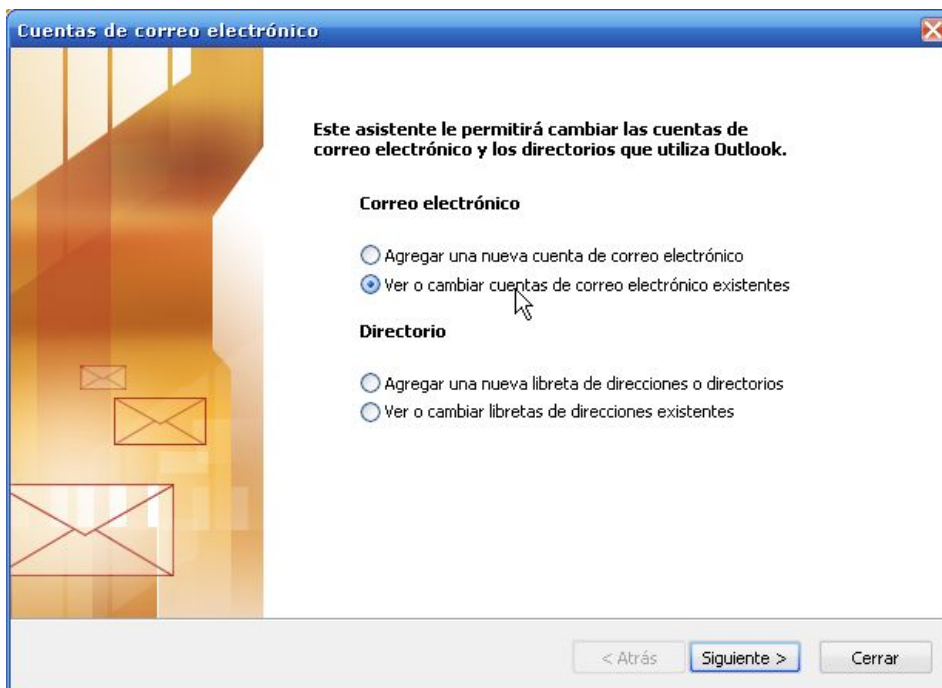 Cuentas de correo electrónico
Este asistente le permitirá cambiar las cuentas de
correo electrónico y los directorios que utiliza Outlook.
Correo electrónico
Agregar una nueva cuenta de correo electrónico
Ver o cambiar cuentas de correo electrónico existentes
Directorio
Agregar una nueva libreta de direcciones o directorios
Ver o cambiar libretas de direcciones existentes
< Atrás
Siguiente >
Cerrar